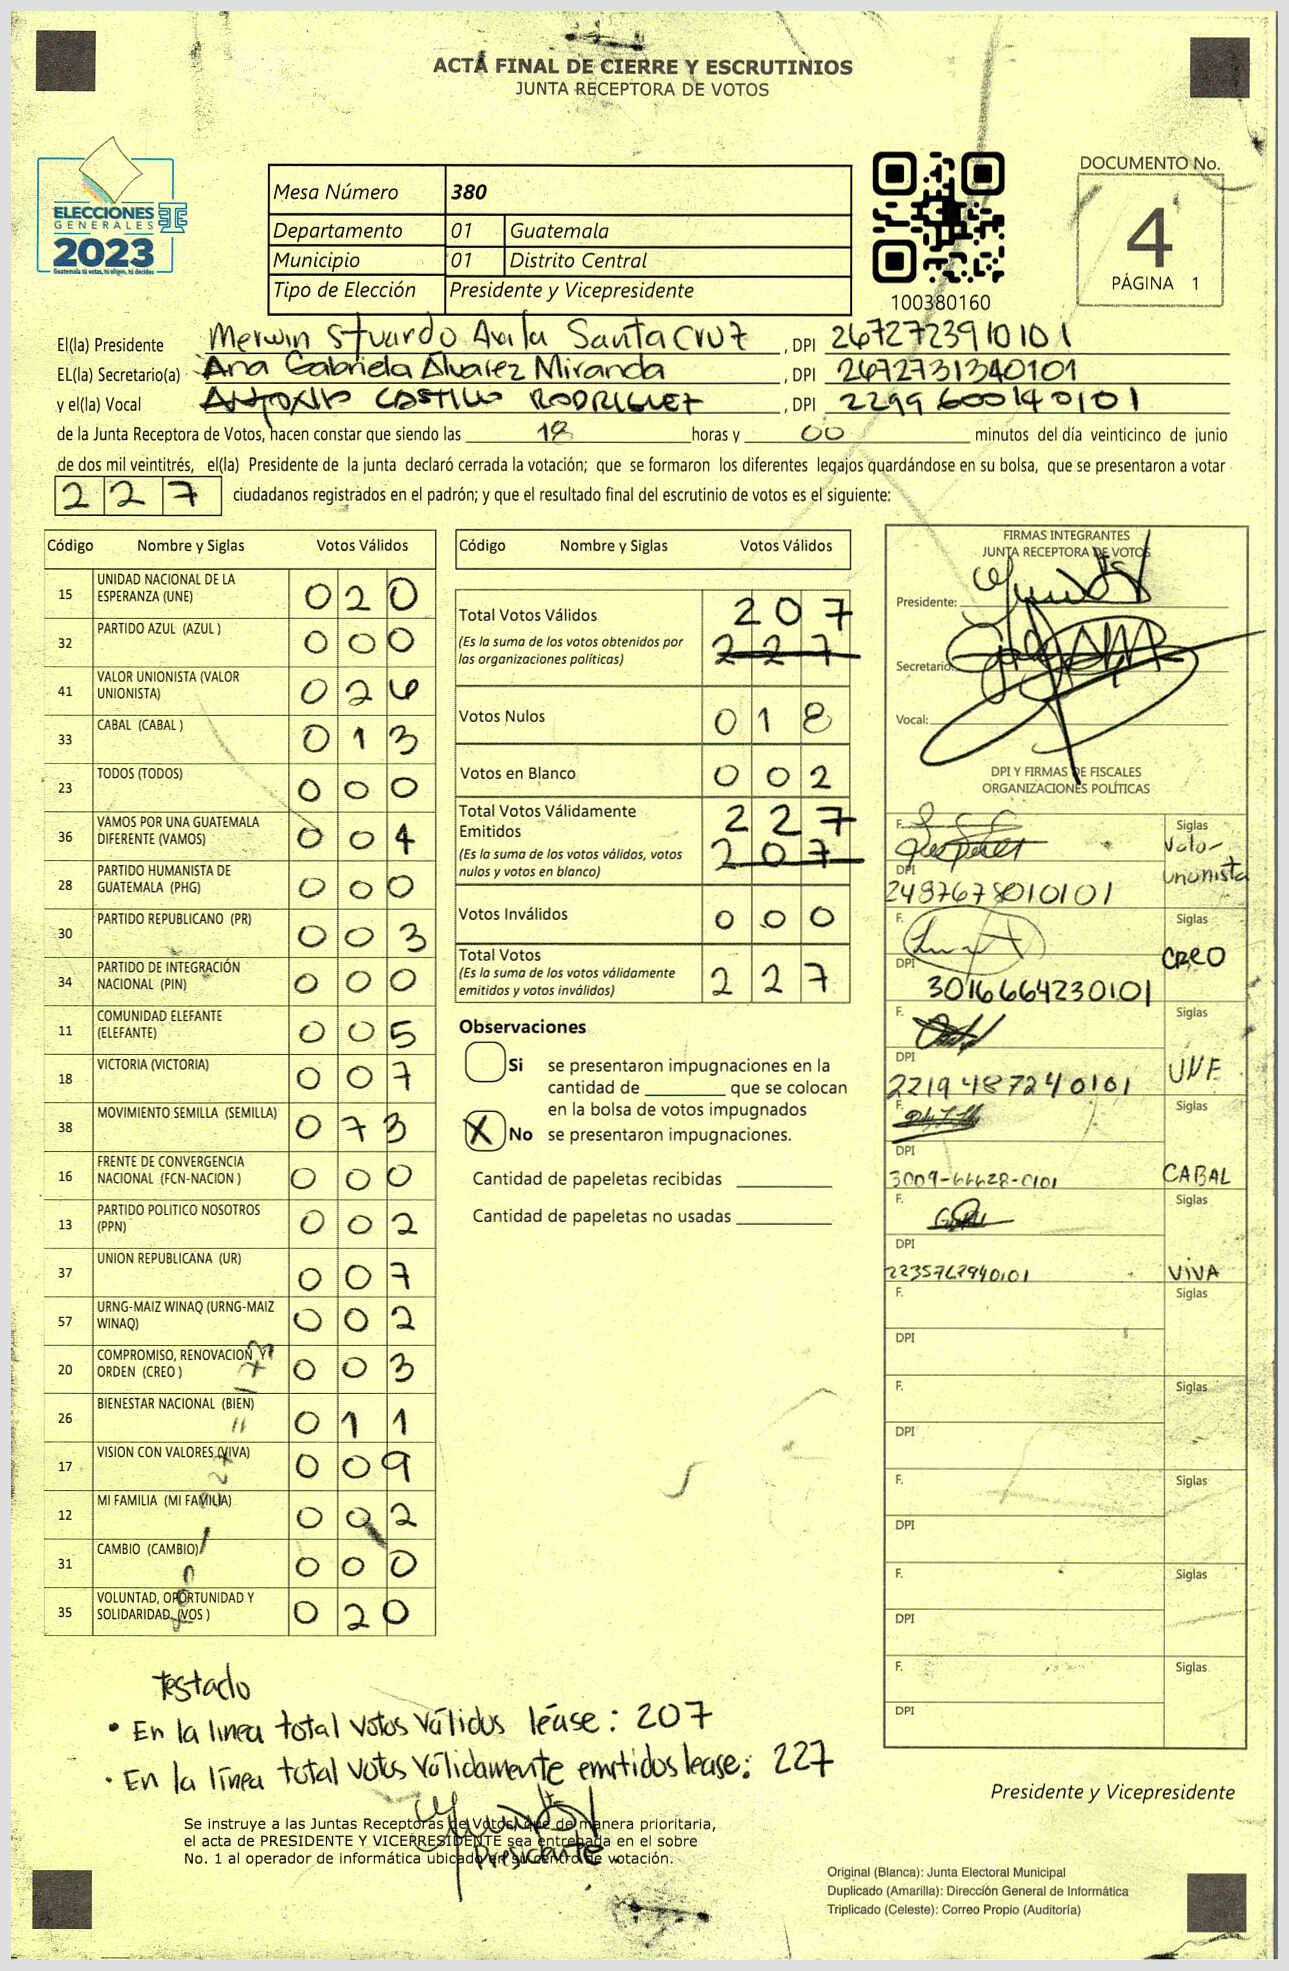 ACTA FINAL DE CIERRE Y ESCRUTINIOS
JUNTA RECEPTORA DE VOTOS
ELECCIONES
GENERALES
2023
Guatemala tú votas, tú eliges, tú decides
Mesa Número 380
Departamento 01 Guatemala
Municipio 01 Distrito Central
Tipo de Elección Presidente y Vicepresidente
100380160
DOCUMENTO No.
4
PÁGINA 1
El(la) Presidente Merwin Stuardo Avila Santa Cruz, DPI 2672723910101
EL(la) Secretario(a) Ana Gabriela Alvarez Miranda, DPI 2672731340101
y el(la) Vocal ANTONIO CASTILLO RODRIGUEZ, DPI 2299600140101
de la Junta Receptora de Votos, hacen constar que siendo las 18 horas y 00 minutos del día veinticinco de junio
de dos mil veintitrés, el(la) Presidente de la junta declaró cerrada la votación; que se formaron los diferentes legajos guardándose en su bolsa, que se presentaron a votar
227 ciudadanos registrados en el padrón; y que el resultado final del escrutinio de votos es el siguiente:
Código Nombre y Siglas Votos Válidos
15 UNIDAD NACIONAL DE LA ESPERANZA (UNE) 020
32 PARTIDO AZUL (AZUL ) 000
41 VALOR UNIONISTA (VALOR UNIONISTA) 026
33 CABAL (CABAL ) 013
23 TODOS (TODOS) 000
36 VAMOS POR UNA GUATEMALA DIFERENTE (VAMOS) 004
28 PARTIDO HUMANISTA DE GUATEMALA (PHG) 000
30 PARTIDO REPUBLICANO (PR) 003
34 PARTIDO DE INTEGRACIÓN NACIONAL (PIN) 000
11 COMUNIDAD ELEFANTE (ELEFANTE) 005
18 VICTORIA (VICTORIA) 007
38 MOVIMIENTO SEMILLA (SEMILLA) 073
16 FRENTE DE CONVERGENCIA NACIONAL (FCN-NACION ) 000
13 PARTIDO POLITICO NOSOTROS (PPN) 002
37 UNION REPUBLICANA (UR) 007
57 URNG-MAIZ WINAQ (URNG-MAIZ WINAQ) 002
20 COMPROMISO, RENOVACION Y ORDEN (CREO ) 003
26 BIENESTAR NACIONAL (BIEN) 011
17 VISION CON VALORES (VIVA) 009
12 MI FAMILIA (MI FAMILIA) 002
31 CAMBIO (CAMBIO) 000
35 VOLUNTAD, OPORTUNIDAD Y SOLIDARIDAD (VOS ) 020
Código Nombre y Siglas Votos Válidos
Total Votos Válidos 207
(Es la suma de los votos obtenidos por las organizaciones políticas) 227
Votos Nulos 018
Votos en Blanco 002
Total Votos Válidamente Emitidos 227
(Es la suma de los votos válidos, votos nulos y votos en blanco) 207
Votos Inválidos 000
Total Votos 227
(Es la suma de los votos válidamente emitidos y votos inválidos)
Observaciones
Si se presentaron impugnaciones en la
cantidad de ________ que se colocan
en la bolsa de votos impugnados
X No se presentaron impugnaciones.
Cantidad de papeletas recibidas
Cantidad de papeletas no usadas
FIRMAS INTEGRANTES
JUNTA RECEPTORA DE VOTOS
Presidente:
Secretario:
Vocal:
DPI Y FIRMAS DE FISCALES
ORGANIZACIONES POLÍTICAS
F. Siglas
Valor
Unionista
DPI
2487675010101
F. Siglas
CREO
DPI
3016664230101
F. Siglas
DPI UNE
2219487240101
F. Siglas
DPI
3009-66628-0101 CABAL
F. Siglas
DPI
2235767940101 VIVA
F. Siglas
DPI
F. Siglas
DPI
F. Siglas
DPI
F. Siglas
DPI
F. Siglas
DPI
Testado
• En la linea total votos válidos léase: 207
• En la línea total votos válidamente emitidos lease: 227
Presidente y Vicepresidente
Se instruye a las Juntas Receptoras de Votos, que de manera prioritaria,
el acta de PRESIDENTE Y VICEPRESIDENTE sea entregada en el sobre
No. 1 al operador de informática ubicado en su centro de votación.
Presidente
Original (Blanca): Junta Electoral Municipal
Duplicado (Amarilla): Dirección General de Informática
Triplicado (Celeste): Correo Propio (Auditoría)